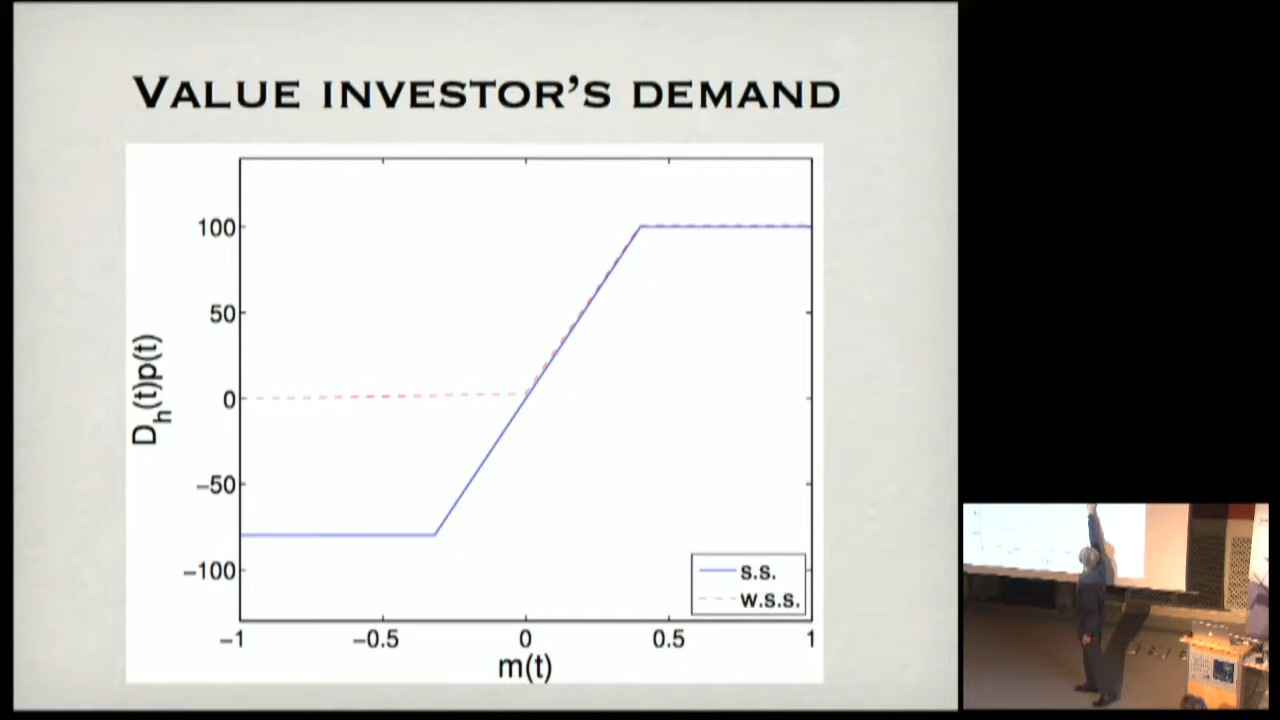 VALUE INVESTOR'S DEMAND
100
50
0
−50
−100
D_h(t)p(t)
−1 −0.5 0 0.5 1
m(t)
S.S.
W.S.S.